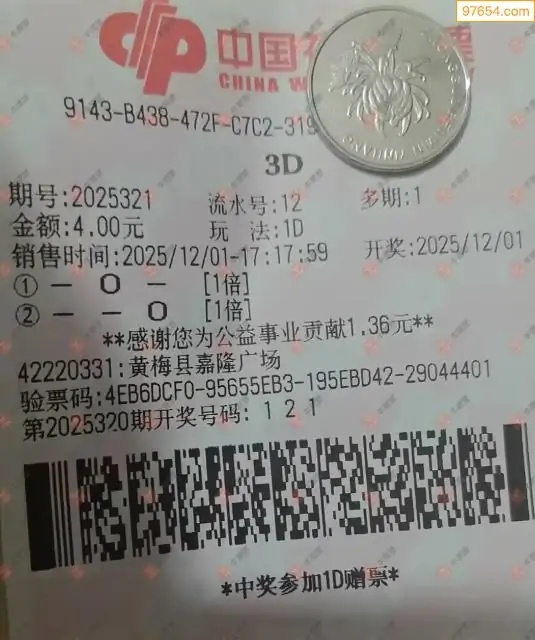 97654.com
中国
CHINA W
9143-B438-472F-C7C2-319
3D
期号:2025321 流水号:12 多期:1
金额:4.00元 玩 法:1D
销售时间:2025/12/01-17:17:59 开奖:2025/12/01
① — 0 — [1倍]
② — — 0 [1倍]
**感谢您为公益事业贡献1.36元**
42220331:黄梅县嘉隆广场
验票码:4EB6DCF0-95655EB3-195EBD42-29044401
第2025320期开奖号码: 1 2 1
*中奖参加1D赠票*